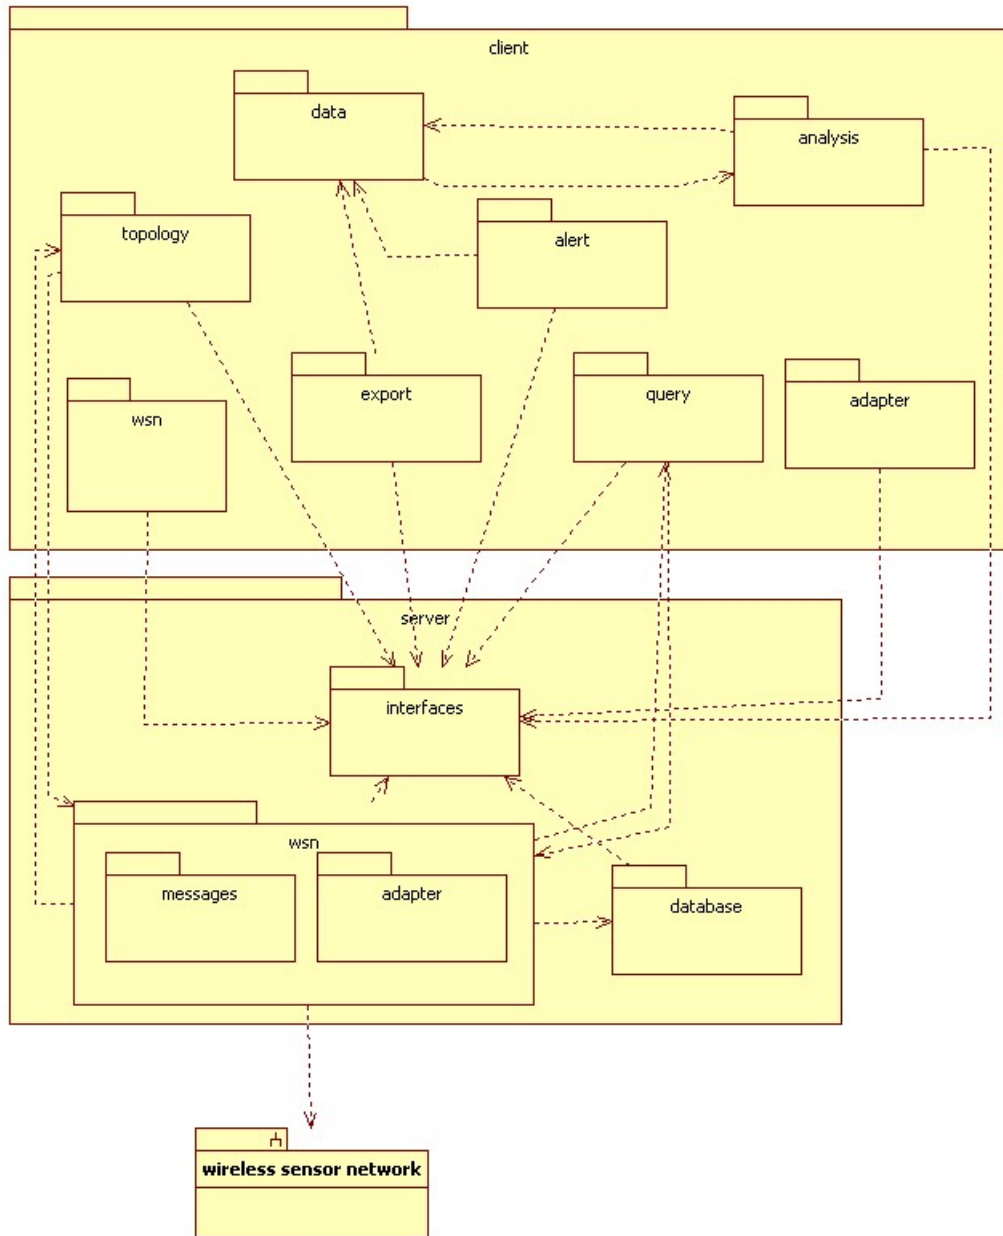 client
data
analysis
topology
alert
export
query
adapter
wsn
server
interfaces
wsn
messages
adapter
database
wireless sensor network